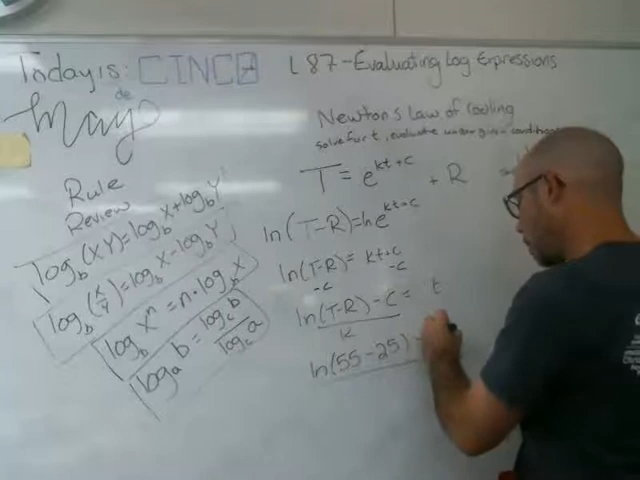 Today is: CINCO
de
Mayo
L 87 - Evaluating Log Expressions
Rule
Review
log_b(XY) = log_b X + log_b Y
log_b(X/Y) = log_b X - log_b Y
log_b X^n = n · log_b X
log_a b = log_c b / log_c a
Newton's Law of Cooling
solve for t, evaluate under given conditions
T = e^{kt+c} + R
ln(T-R) = ln e^{kt+c}
ln(T-R) = kt+c
-c -c
ln(T-R) - C = t
K
ln(55-25) -